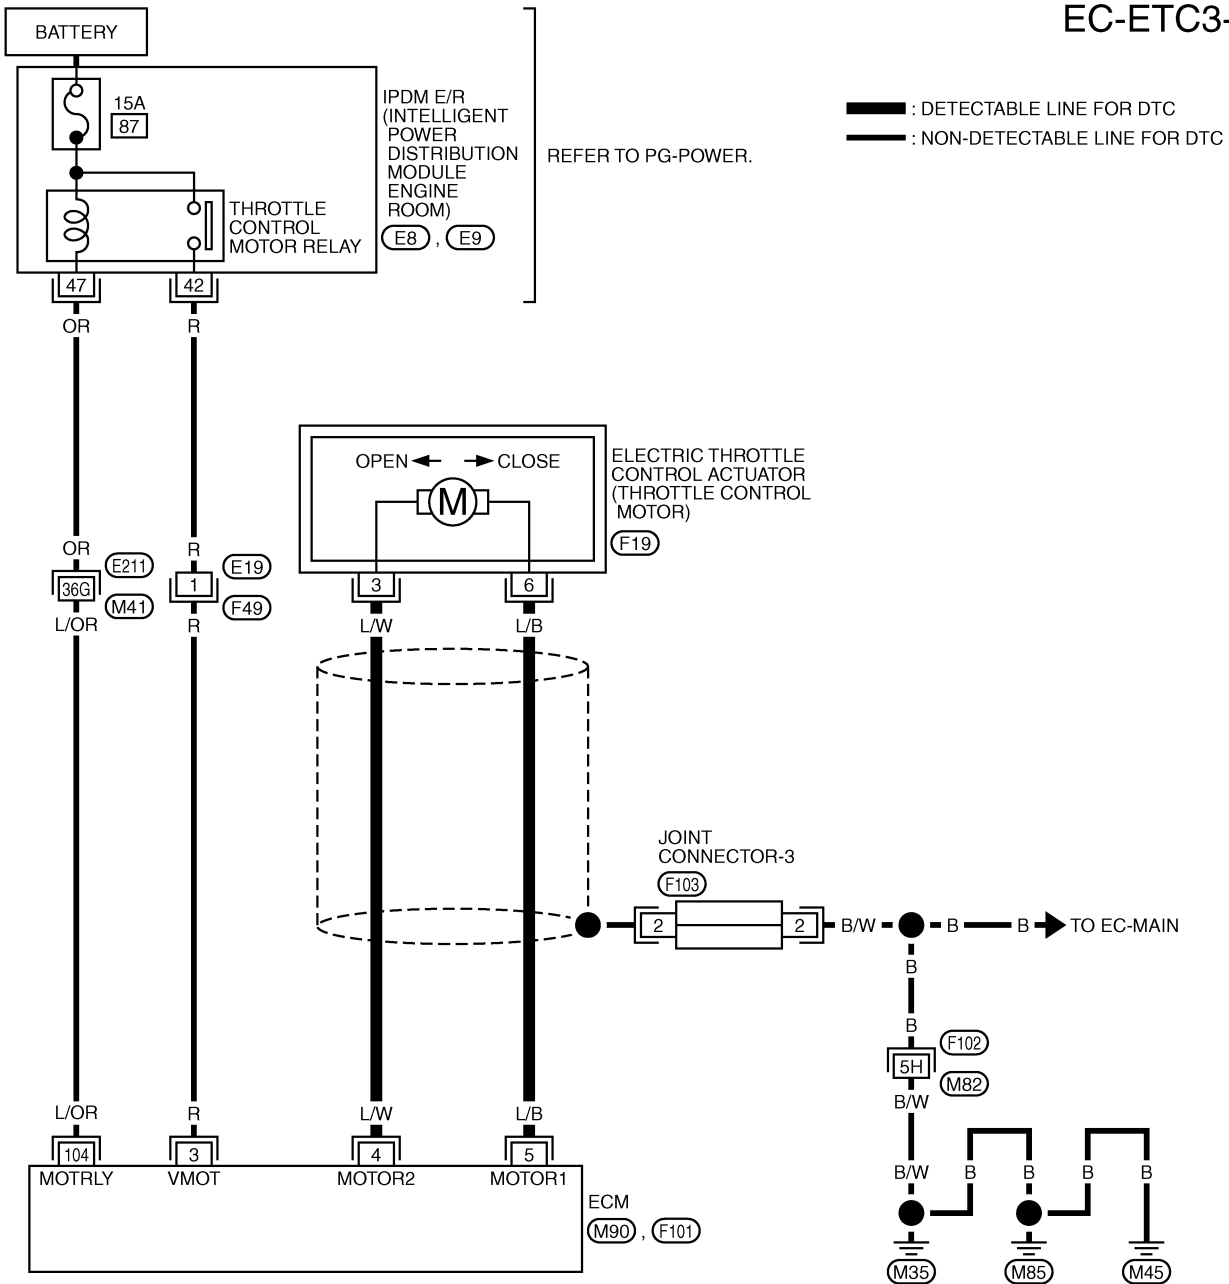 EC-ETC3-
BATTERY
15A
87
IPDM E/R
(INTELLIGENT
POWER
DISTRIBUTION
MODULE
ENGINE
ROOM)
E8 , E9
REFER TO PG-POWER.
: DETECTABLE LINE FOR DTC
: NON-DETECTABLE LINE FOR DTC
THROTTLE
CONTROL
MOTOR RELAY
47
42
OR
R
OPEN
CLOSE
M
ELECTRIC THROTTLE
CONTROL ACTUATOR
(THROTTLE CONTROL
MOTOR)
F19
OR
R
E211
E19
36G
1
3
6
M41
F49
L/OR
R
L/W
L/B
JOINT
CONNECTOR-3
F103
2
2
B/W
B
B
TO EC-MAIN
B
B
F102
5H
M82
B/W
L/OR
R
L/W
L/B
104
3
4
5
MOTRLY
VMOT
MOTOR2
MOTOR1
B/W
B
B
B
B
ECM
M90 , F101
M35
M85
M45